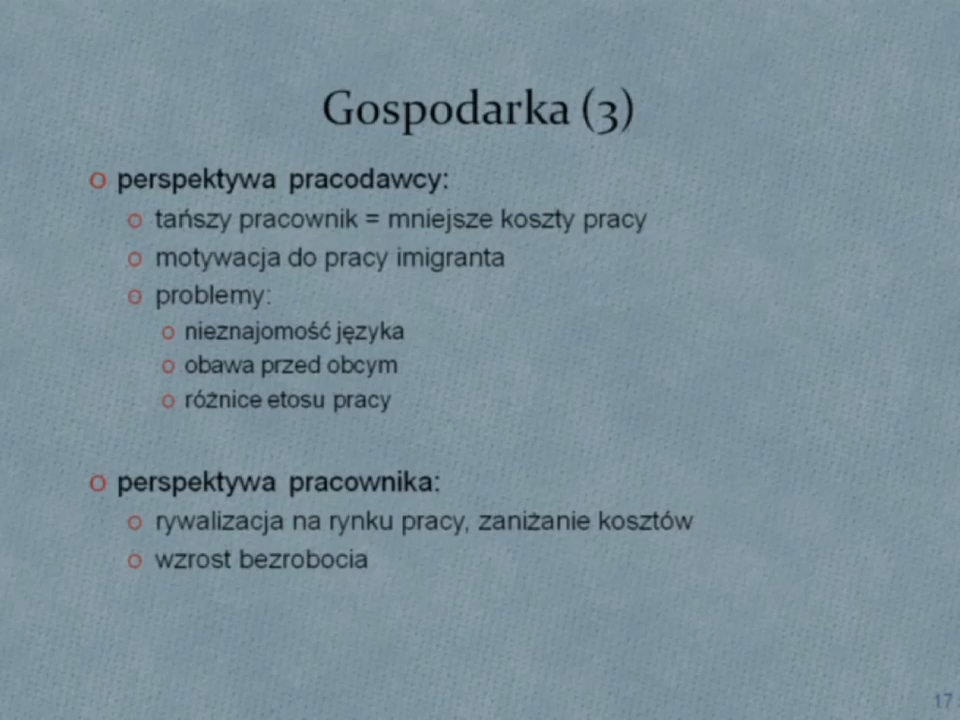 Gospodarka (3)
perspektywa pracodawcy:
tańszy pracownik = mniejsze koszty pracy
motywacja do pracy imigranta
problemy:
nieznajomość języka
obawa przed obcym
różnice etosu pracy
perspektywa pracownika:
rywalizacja na rynku pracy, zaniżanie kosztów
wzrost bezrobocia
17